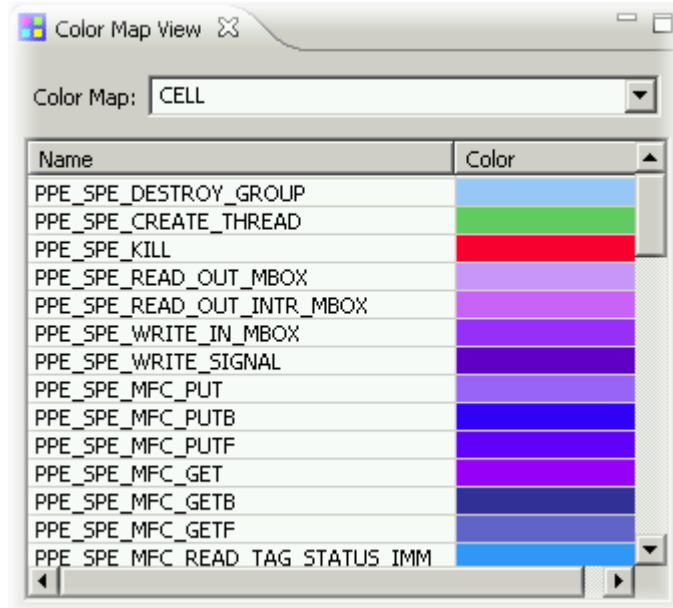 Color Map View
Color Map: CELL
Name Color
PPE_SPE_DESTROY_GROUP
PPE_SPE_CREATE_THREAD
PPE_SPE_KILL
PPE_SPE_READ_OUT_MBOX
PPE_SPE_READ_OUT_INTR_MBOX
PPE_SPE_WRITE_IN_MBOX
PPE_SPE_WRITE_SIGNAL
PPE_SPE_MFC_PUT
PPE_SPE_MFC_PUTB
PPE_SPE_MFC_PUTF
PPE_SPE_MFC_GET
PPE_SPE_MFC_GETB
PPE_SPE_MFC_GETF
PPE_SPE_MFC_READ_TAG_STATUS_IMM